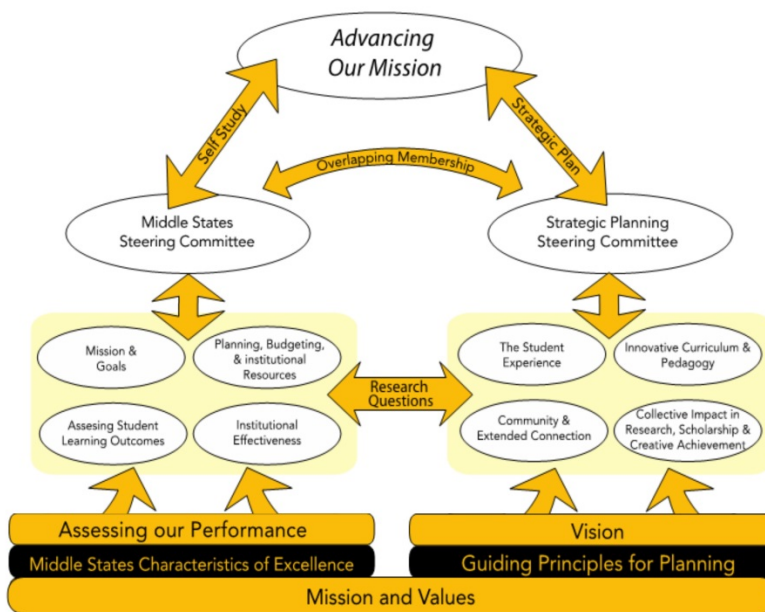 Advancing
Our Mission
Self Study
Strategic Plan
Overlapping Membership
Middle States
Steering Committee
Strategic Planning
Steering Committee
Mission &
Goals
Planning, Budgeting,
& institutional
Resources
Assesing Student
Learning Outcomes
Institutional
Effectiveness
Research
Questions
The Student
Experience
Innovative Curriculum &
Pedagogy
Community &
Extended Connection
Collective Impact in
Research, Scholarship &
Creative Achievement
Assessing our Performance
Middle States Characteristics of Excellence
Vision
Guiding Principles for Planning
Mission and Values